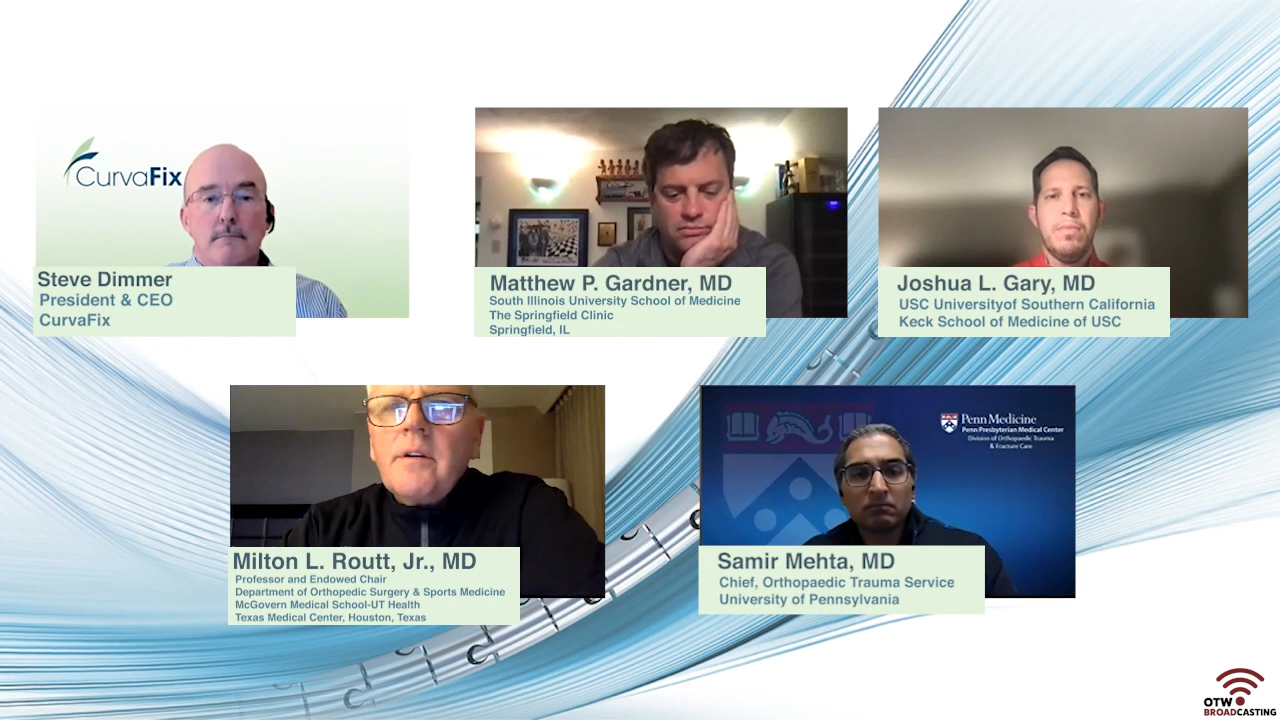 CurvaFix
Steve Dimmer
President & CEO
CurvaFix
Matthew P. Gardner, MD
South Illinois University School of Medicine
The Springfield Clinic
Springfield, IL
Joshua L. Gary, MD
USC Universityof Southern California
Keck School of Medicine of USC
Milton L. Routt, Jr., MD
Professor and Endowed Chair
Department of Orthopedic Surgery & Sports Medicine
McGovern Medical School-UT Health
Texas Medical Center, Houston, Texas
Penn Medicine
Penn Presbyterian Medical Center
Division of Orthopaedic Trauma
& Fracture Care
Samir Mehta, MD
Chief, Orthopaedic Trauma Service
University of Pennsylvania
OTW
BROADCASTING